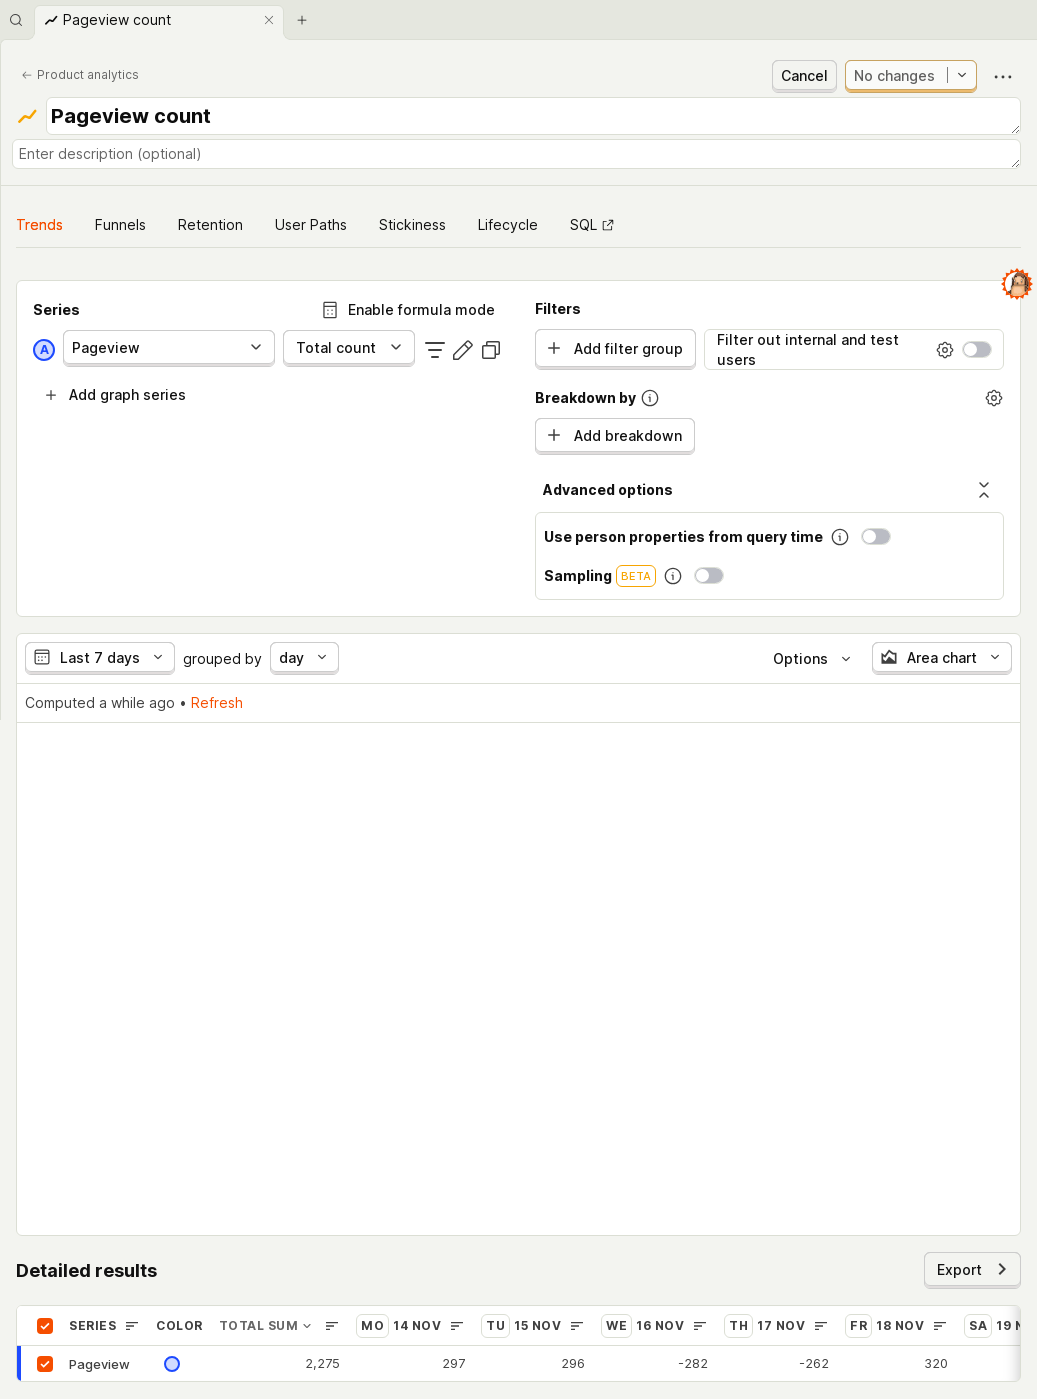 Pageview count
Product analytics
Cancel
No changes
Pageview count
Enter description (optional)
Trends Funnels Retention User Paths Stickiness Lifecycle SQL
Series
Enable formula mode
A Pageview Total count
Add graph series
Filters
Add filter group
Filter out internal and test
users
Breakdown by
Add breakdown
Advanced options
Use person properties from query time
Sampling BETA
Last 7 days grouped by day Options Area chart
Computed a while ago • Refresh
Detailed results
Export
SERIES COLOR TOTAL SUM MO 14 NOV TU 15 NOV WE 16 NOV TH 17 NOV FR 18 NOV SA 19 N
Pageview 2,275 297 296 -282 -262 320